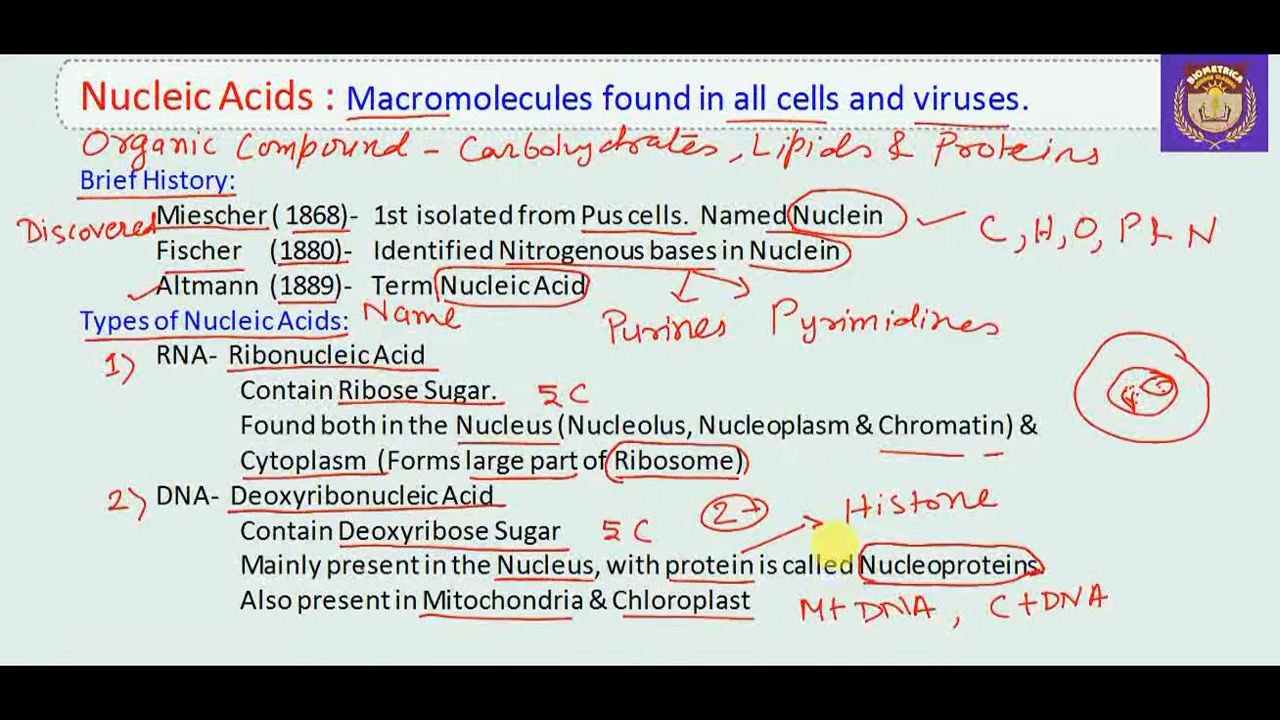 Nucleic Acids : Macromolecules found in all cells and viruses.
BIOMETRICA
Organic Compound - Carbohydrates, Lipids & Proteins
Brief History:
Discovered Miescher ( 1868)- 1st isolated from Pus cells. Named Nuclein C, H, O, P & N
Fischer (1880)- Identified Nitrogenous bases in Nuclein
Altmann (1889)- Term Nucleic Acid
Types of Nucleic Acids: Name Purines Pyrimidines
1) RNA- Ribonucleic Acid
Contain Ribose Sugar. 5C
Found both in the Nucleus (Nucleolus, Nucleoplasm & Chromatin) &
Cytoplasm (Forms large part of Ribosome)
2) DNA- Deoxyribonucleic Acid Histone
Contain Deoxyribose Sugar 5C
Mainly present in the Nucleus, with protein is called Nucleoproteins.
Also present in Mitochondria & Chloroplast Mt DNA, Ct DNA